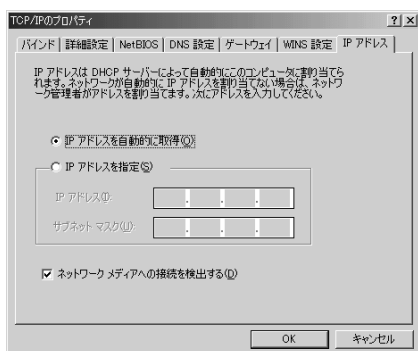 TCP/IPのプロパティ
バインド 詳細設定 NetBIOS DNS 設定 ゲートウェイ WINS 設定 IP アドレス
IP アドレスは DHCP サーバーによって自動的にこのコンピュータに割り当てら
れます。ネットワークが自動的に IP アドレスを割り当てない場合は、ネットワ
ーク管理者がアドレスを割り当てます。次にアドレスを入力してください。
IP アドレスを自動的に取得(O)
IP アドレスを指定(S)
IP アドレス(I):
サブネット マスク(U):
ネットワーク メディアへの接続を検出する(D)
OK キャンセル